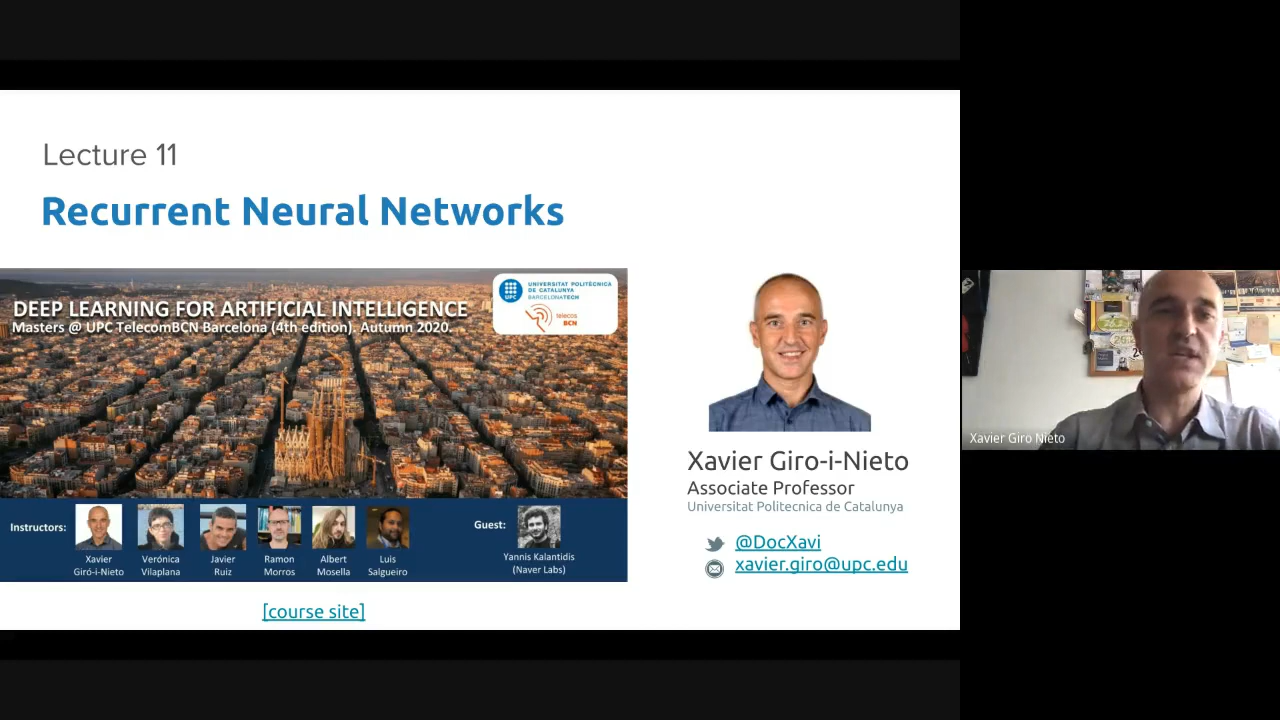 Lecture 11
Recurrent Neural Networks
DEEP LEARNING FOR ARTIFICIAL INTELLIGENCE
Masters @ UPC TelecomBCN Barcelona (4th edition). Autumn 2020.
UPC
UNIVERSITAT POLITÈCNICA
DE CATALUNYA
BARCELONATECH
telecos
BCN
Instructors:
Xavier
Giró-i-Nieto
Verónica
Vilaplana
Javier
Ruiz
Ramon
Morros
Albert
Mosella
Luis
Salgueiro
Guest:
Yannis Kalantidis
(Naver Labs)
[course site]
Xavier Giro-i-Nieto
Associate Professor
Universitat Politecnica de Catalunya
@DocXavi
xavier.giro@upc.edu
Xavier Giro Nieto